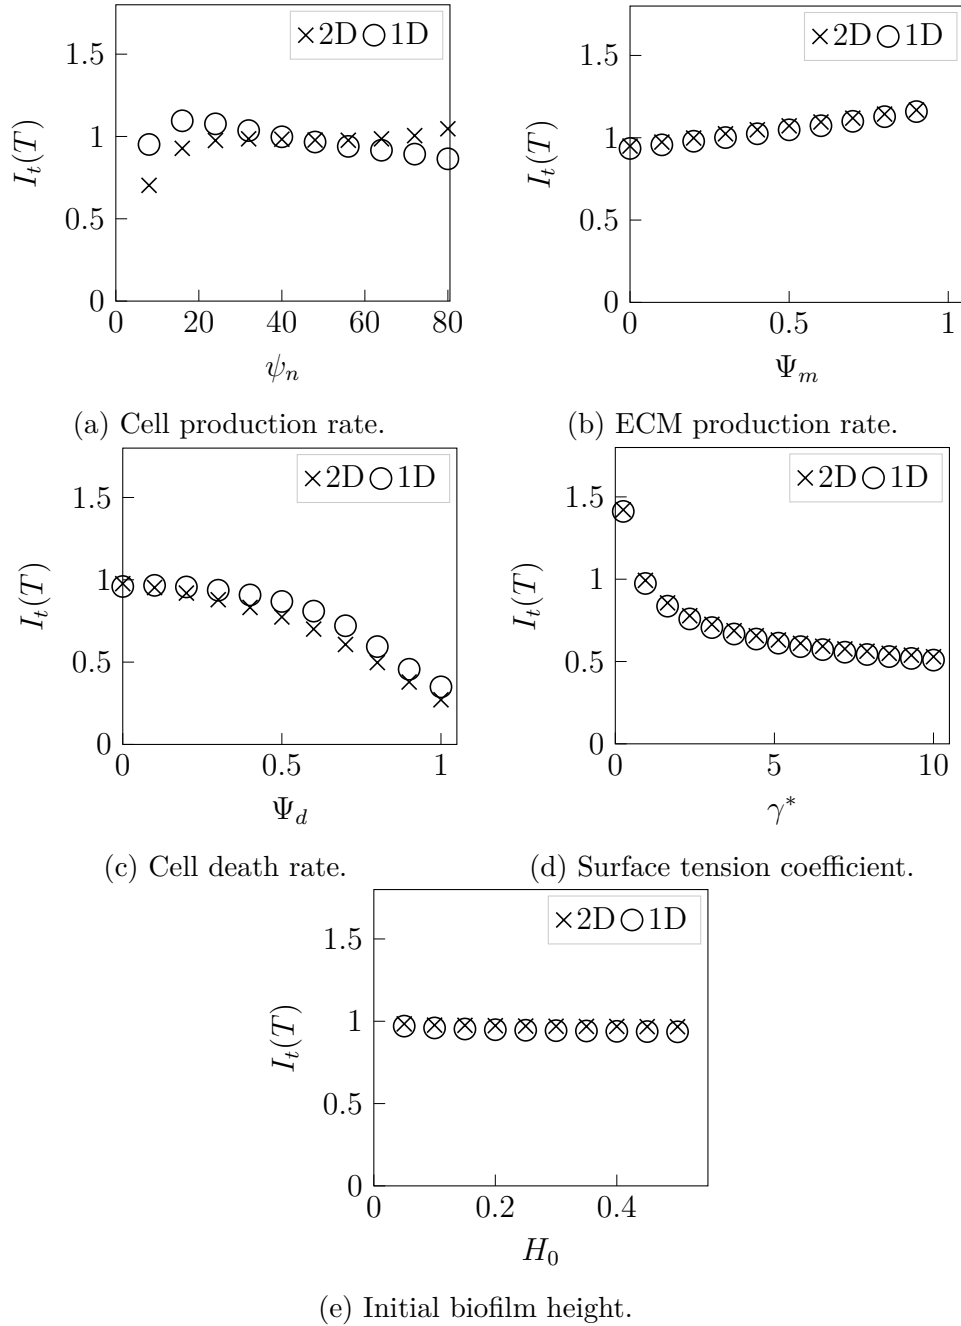 × 2D ○ 1D
1.5
1
0.5
0
I_t(T)
0 20 40 60 80
ψ_n
(a) Cell production rate.
× 2D ○ 1D
1.5
1
0.5
0
I_t(T)
0 0.5 1
Ψ_m
(b) ECM production rate.
× 2D ○ 1D
1.5
1
0.5
0
I_t(T)
0 0.5 1
Ψ_d
(c) Cell death rate.
× 2D ○ 1D
1.5
1
0.5
0
I_t(T)
0 5 10
γ*
(d) Surface tension coefficient.
× 2D ○ 1D
1.5
1
0.5
0
I_t(T)
0 0.2 0.4
H_0
(e) Initial biofilm height.